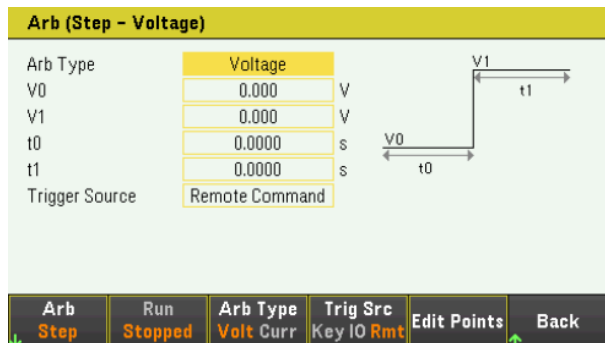 Arb (Step – Voltage)
Arb Type Voltage
V0 0.000 V
V1 0.000 V
t0 0.0000 s
t1 0.0000 s
Trigger Source Remote Command
V1
t1
V0
t0
Arb Run Arb Type Trig Src Edit Points Back
Step Stopped Volt Curr Key IO Rmt